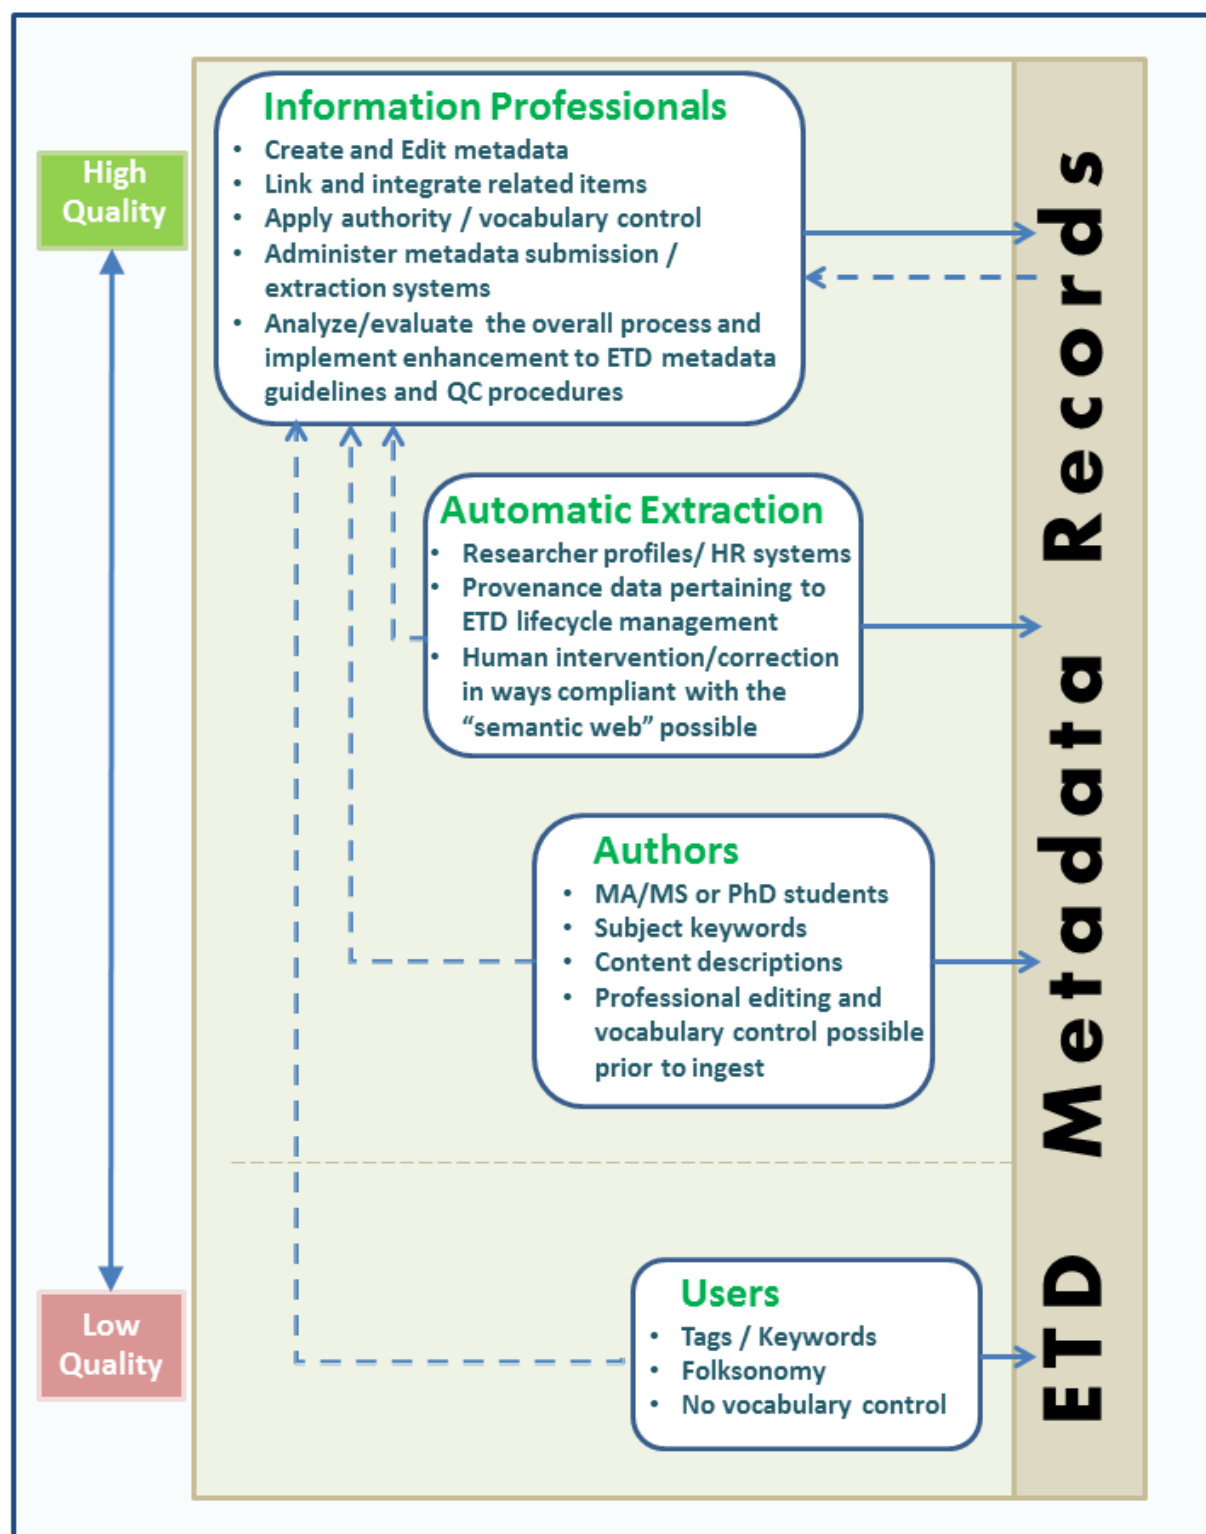 Information Professionals
• Create and Edit metadata
• Link and integrate related items
• Apply authority / vocabulary control
• Administer metadata submission /
extraction systems
• Analyze/evaluate the overall process and
implement enhancement to ETD metadata
guidelines and QC procedures
High
Quality
Automatic Extraction
• Researcher profiles/ HR systems
• Provenance data pertaining to
ETD lifecycle management
• Human intervention/correction
in ways compliant with the
“semantic web” possible
Authors
• MA/MS or PhD students
• Subject keywords
• Content descriptions
• Professional editing and
vocabulary control possible
prior to ingest
Users
• Tags / Keywords
• Folksonomy
• No vocabulary control
Low
Quality
ETD Metadata Records